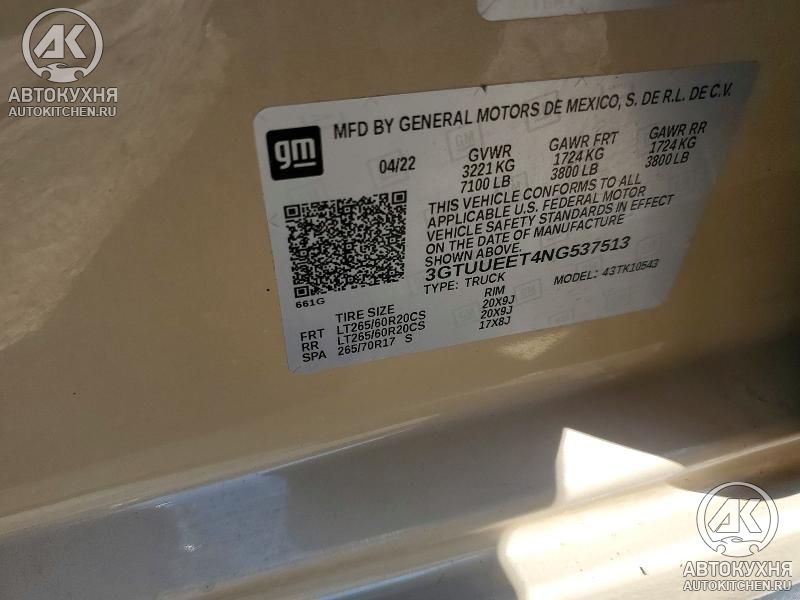 AK
АВТОКУХНЯ
AUTOKITCHEN.RU
gm
MFD BY GENERAL MOTORS DE MEXICO, S. DE R.L. DE C.V.
04/22
GVWR
3221 KG
7100 LB
GAWR FRT
1724 KG
3800 LB
GAWR RR
1724 KG
3800 LB
THIS VEHICLE CONFORMS TO ALL
APPLICABLE U.S. FEDERAL MOTOR
VEHICLE SAFETY STANDARDS IN EFFECT
ON THE DATE OF MANUFACTURE
SHOWN ABOVE.
3GTUUEET4NG537513
TYPE: TRUCK
MODEL: 43TK10543
661G
TIRE SIZE RIM
FRT LT265/60R20CS 20X9J
RR LT265/60R20CS 20X9J
SPA 265/70R17 S 17X8J
AK
АВТОКУХНЯ
AUTOKITCHEN.RU